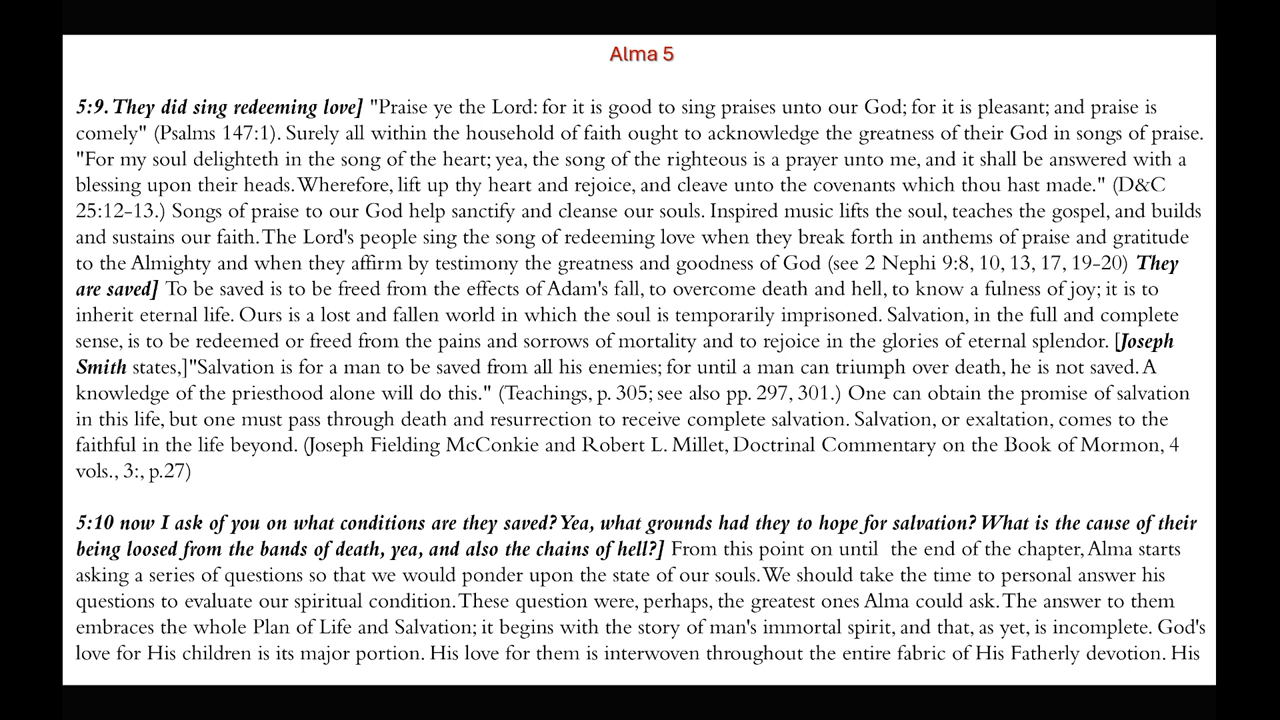 Alma 5
5:9. They did sing redeeming love] "Praise ye the Lord: for it is good to sing praises unto our God; for it is pleasant; and praise is
comely" (Psalms 147:1). Surely all within the household of faith ought to acknowledge the greatness of their God in songs of praise.
"For my soul delighteth in the song of the heart; yea, the song of the righteous is a prayer unto me, and it shall be answered with a
blessing upon their heads. Wherefore, lift up thy heart and rejoice, and cleave unto the covenants which thou hast made." (D&C
25:12-13.) Songs of praise to our God help sanctify and cleanse our souls. Inspired music lifts the soul, teaches the gospel, and builds
and sustains our faith. The Lord's people sing the song of redeeming love when they break forth in anthems of praise and gratitude
to the Almighty and when they affirm by testimony the greatness and goodness of God (see 2 Nephi 9:8, 10, 13, 17, 19-20) They
are saved] To be saved is to be freed from the effects of Adam's fall, to overcome death and hell, to know a fulness of joy; it is to
inherit eternal life. Ours is a lost and fallen world in which the soul is temporarily imprisoned. Salvation, in the full and complete
sense, is to be redeemed or freed from the pains and sorrows of mortality and to rejoice in the glories of eternal splendor. [Joseph
Smith states,]"Salvation is for a man to be saved from all his enemies; for until a man can triumph over death, he is not saved. A
knowledge of the priesthood alone will do this." (Teachings, p. 305; see also pp. 297, 301.) One can obtain the promise of salvation
in this life, but one must pass through death and resurrection to receive complete salvation. Salvation, or exaltation, comes to the
faithful in the life beyond. (Joseph Fielding McConkie and Robert L. Millet, Doctrinal Commentary on the Book of Mormon, 4
vols., 3:, p.27)
5:10 now I ask of you on what conditions are they saved? Yea, what grounds had they to hope for salvation? What is the cause of their
being loosed from the bands of death, yea, and also the chains of hell?] From this point on until the end of the chapter, Alma starts
asking a series of questions so that we would ponder upon the state of our souls. We should take the time to personal answer his
questions to evaluate our spiritual condition. These question were, perhaps, the greatest ones Alma could ask. The answer to them
embraces the whole Plan of Life and Salvation; it begins with the story of man's immortal spirit, and that, as yet, is incomplete. God's
love for His children is its major portion. His love for them is interwoven throughout the entire fabric of His Fatherly devotion. His